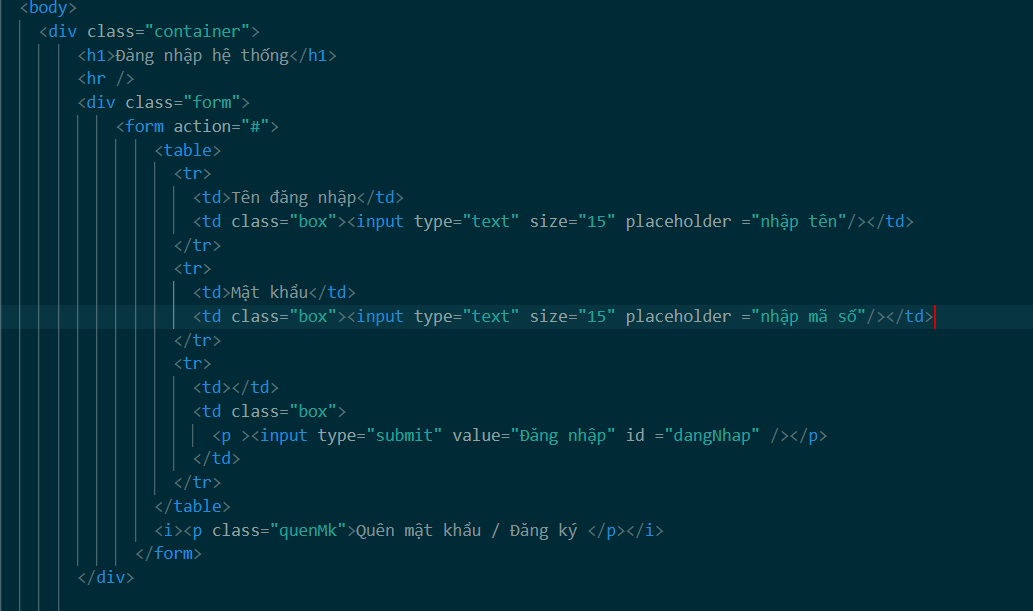 <body>
<div class="container">
<h1>Đăng nhập hệ thống</h1>
<hr />
<div class="form">
<form action="#">
<table>
<tr>
<td>Tên đăng nhập</td>
<td class="box"><input type="text" size="15" placeholder ="nhập tên"/></td>
</tr>
<tr>
<td>Mật khẩu</td>
<td class="box"><input type="text" size="15" placeholder ="nhập mã số"/></td>
</tr>
<tr>
<td></td>
<td class="box">
<p ><input type="submit" value="Đăng nhập" id ="dangNhap" /></p>
</td>
</tr>
</table>
<i><p class="quenMk">Quên mật khẩu / Đăng ký </p></i>
</form>
</div>